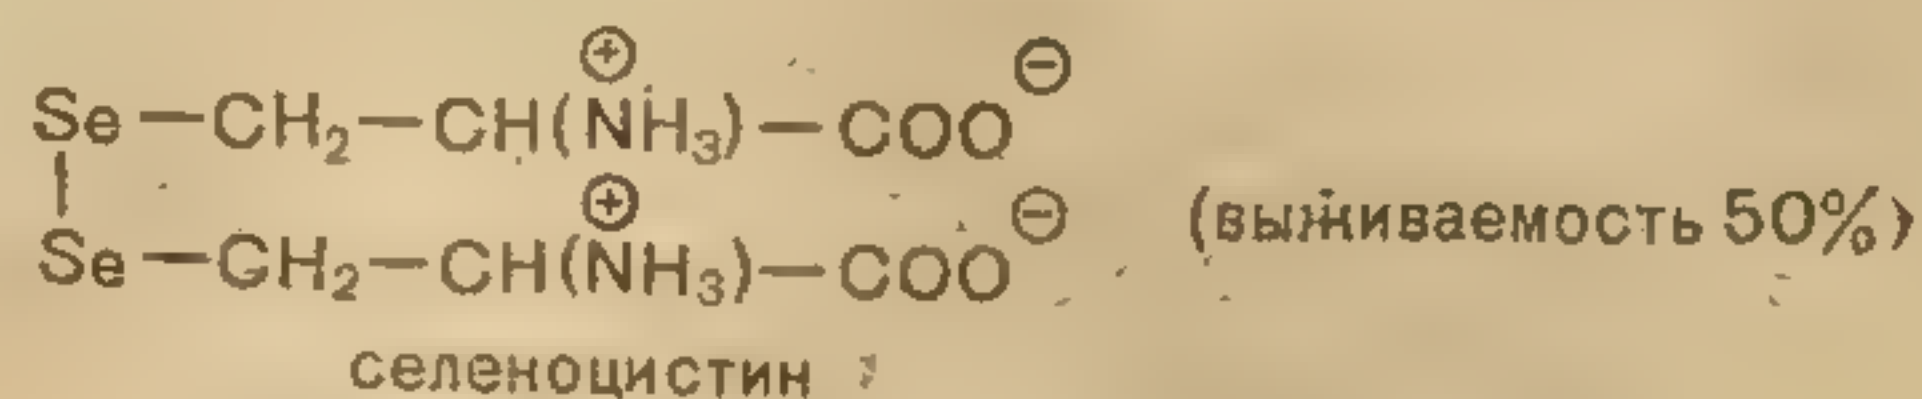 ⊕ ⊖
Se—CH₂—CH(NH₃)—COO
|
⊕ ⊖
(выживаемость 50%)
Se—CH₂—CH(NH₃)—COO
селеноцистин ,